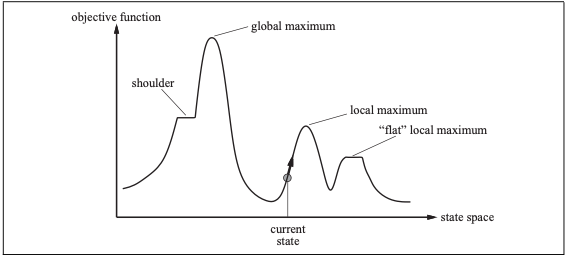 objective function
global maximum
shoulder
local maximum
“flat” local maximum
state space
current
state